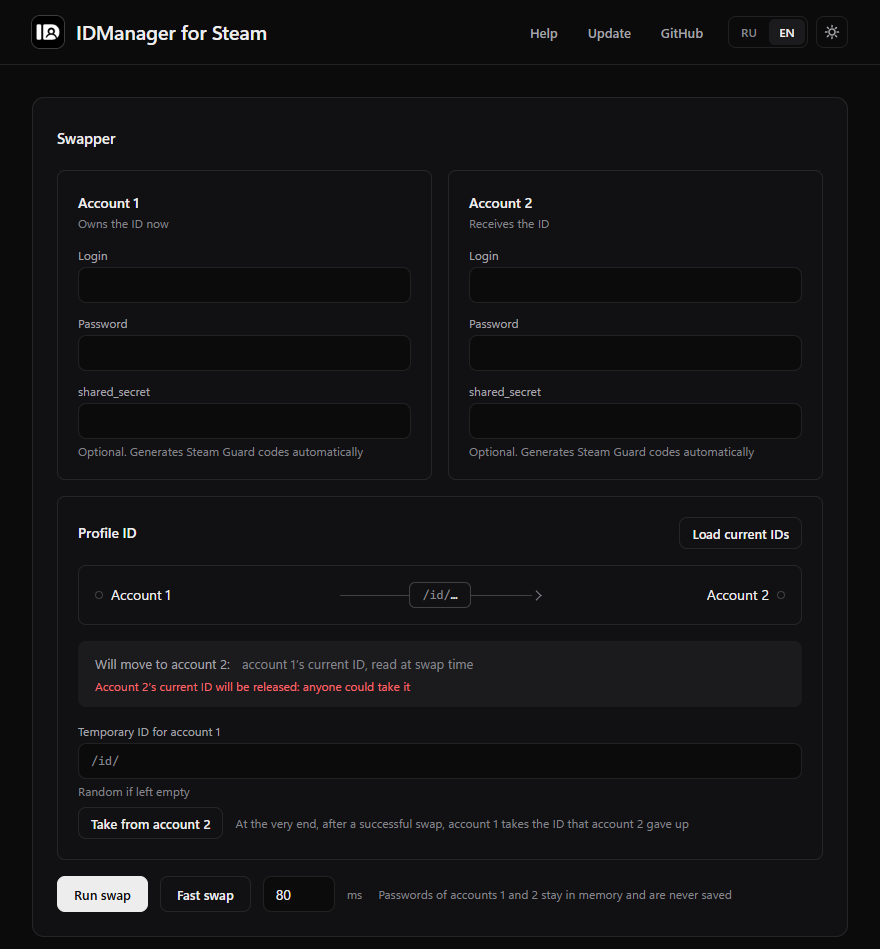 IDManager for Steam
Help
Update
GitHub
RU
EN
Swapper
Account 1
Owns the ID now
Login
Password
shared_secret
Optional. Generates Steam Guard codes automatically
Account 2
Receives the ID
Login
Password
shared_secret
Optional. Generates Steam Guard codes automatically
Profile ID
Load current IDs
Account 1
/id/…
Account 2
Will move to account 2: account 1's current ID, read at swap time
Account 2's current ID will be released: anyone could take it
Temporary ID for account 1
/id/
Random if left empty
Take from account 2
At the very end, after a successful swap, account 1 takes the ID that account 2 gave up
Run swap
Fast swap
80
ms
Passwords of accounts 1 and 2 stay in memory and are never saved